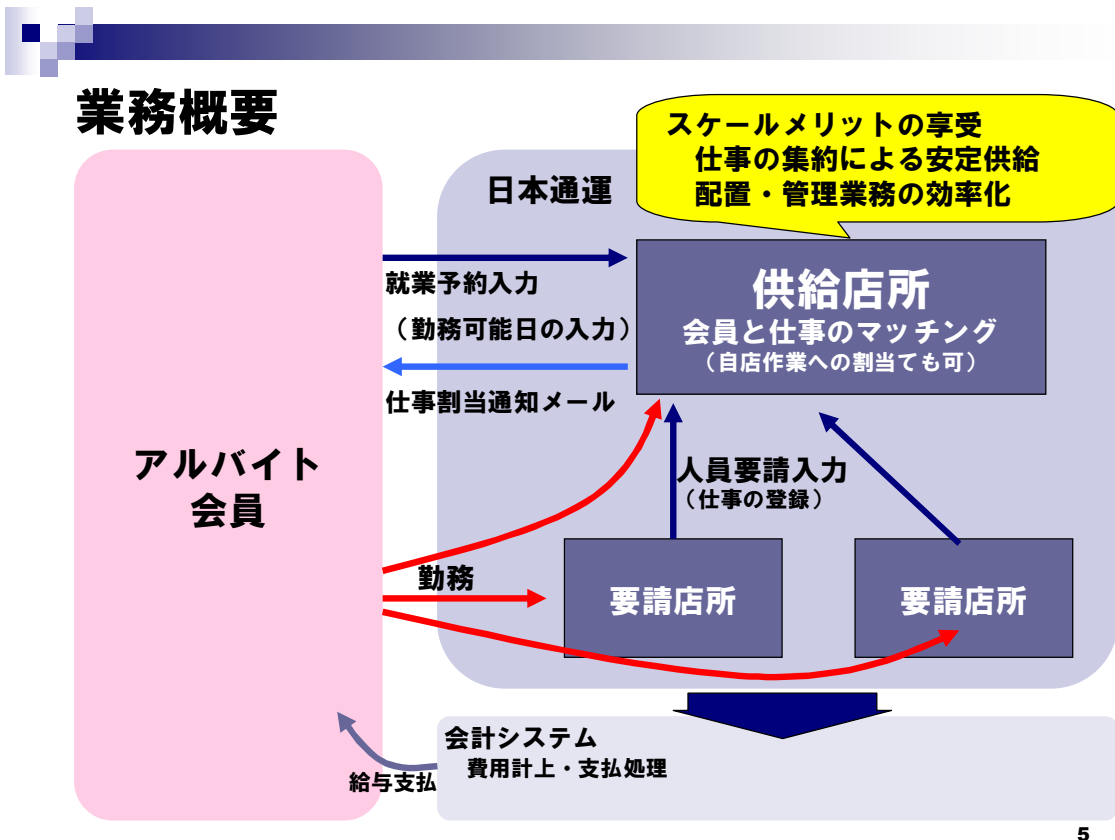 業務概要
スケールメリットの享受
仕事の集約による安定供給
配置・管理業務の効率化
日本通運
供給店所
会員と仕事のマッチング
（自店作業への割当ても可）
就業予約入力
（勤務可能日の入力）
仕事割当通知メール
アルバイト
会員
人員要請入力
（仕事の登録）
勤務
要請店所
要請店所
会計システム
費用計上・支払処理
給与支払
5